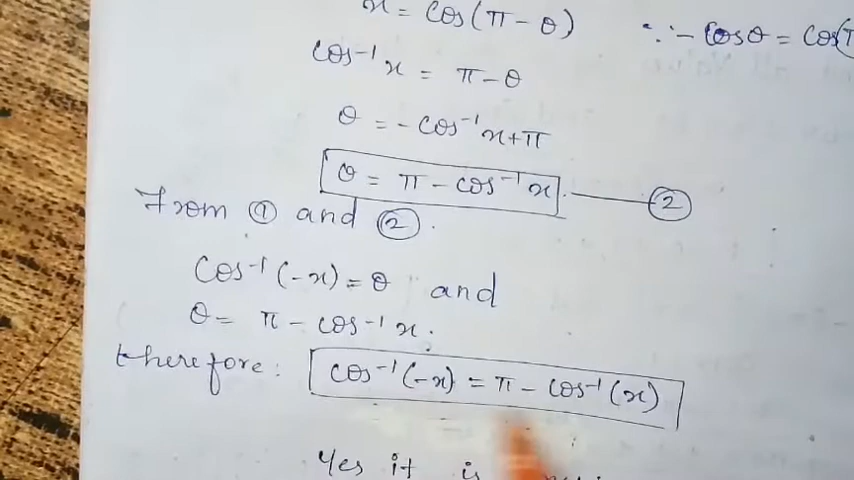 x = cos(π - θ) ∵ - cosθ = cos(π
cos⁻¹x = π - θ
θ = - cos⁻¹x + π
θ = π - cos⁻¹x — ②
From ① and ② .
cos⁻¹(-x) = θ and
θ = π - cos⁻¹x .
therefore : cos⁻¹(-x) = π - cos⁻¹(x)
Yes it is